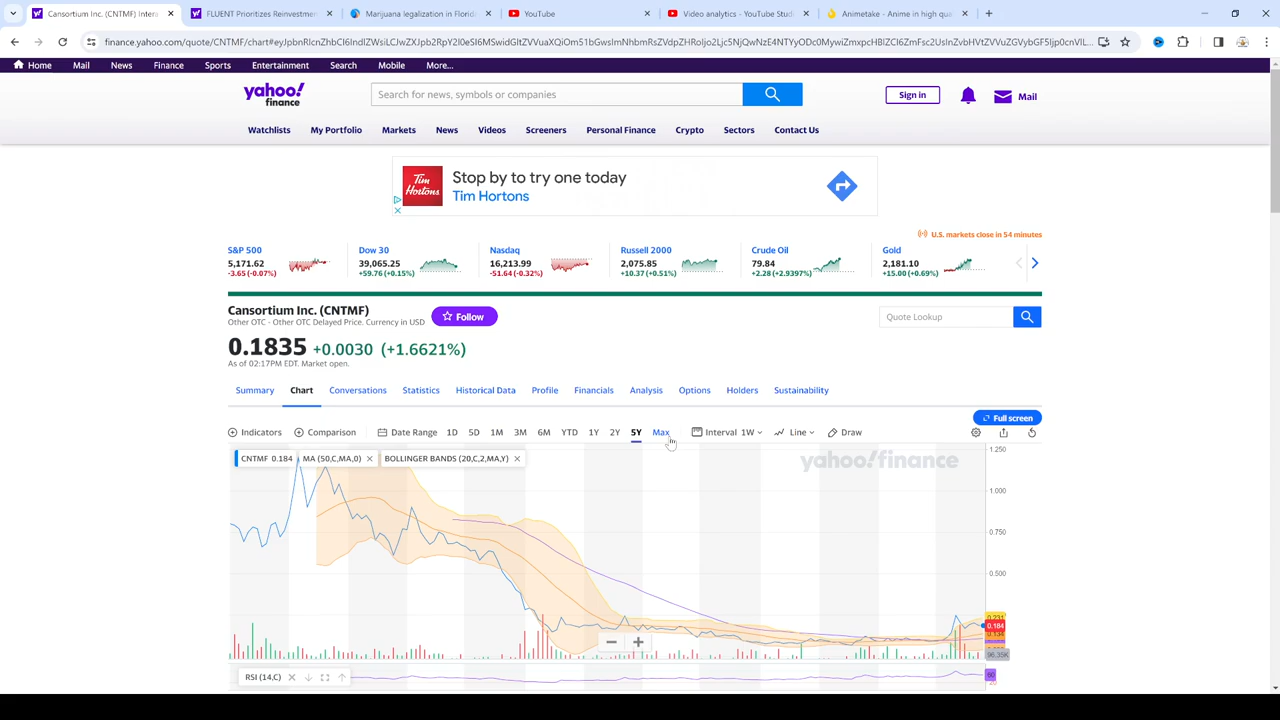 Cansortium Inc. (CNTMF) Intera
FLUENT Prioritizes Reinvestmen
Marijuana legalization in Florida
YouTube
Video analytics - YouTube Studi
Animetake - Anime in high qua
Home Mail News Finance Sports Entertainment Search Mobile More...
yahoo!
finance
Search for news, symbols or companies
Sign in
Mail
Watchlists My Portfolio Markets News Videos Screeners Personal Finance Crypto Sectors Contact Us
Tim Hortons
Stop by to try one today
Tim Hortons
U.S. markets close in 54 minutes
S&P 500
5,171.62
-3.65 (-0.07%)
Dow 30
39,065.25
+59.76 (+0.15%)
Nasdaq
16,213.99
-51.64 (-0.32%)
Russell 2000
2,075.85
+10.37 (+0.51%)
Crude Oil
79.84
+2.28 (+2.9397%)
Gold
2,181.10
+15.00 (+0.69%)
Cansortium Inc. (CNTMF)
Other OTC - Other OTC Delayed Price. Currency in USD
Follow
Quote Lookup
0.1835 +0.0030 (+1.6621%)
As of 02:17PM EDT. Market open.
Summary Chart Conversations Statistics Historical Data Profile Financials Analysis Options Holders Sustainability
Full screen
Indicators Comparison Date Range 1D 5D 1M 3M 6M YTD 1Y 2Y 5Y Max Interval 1W Line Draw
CNTMF 0.184 MA (50,C,MA,0) BOLLINGER BANDS (20,C,2,MA,Y)
yahoo!finance
1.250
1.000
0.750
0.500
0.231
0.184
96.35K
RSI (14,C)